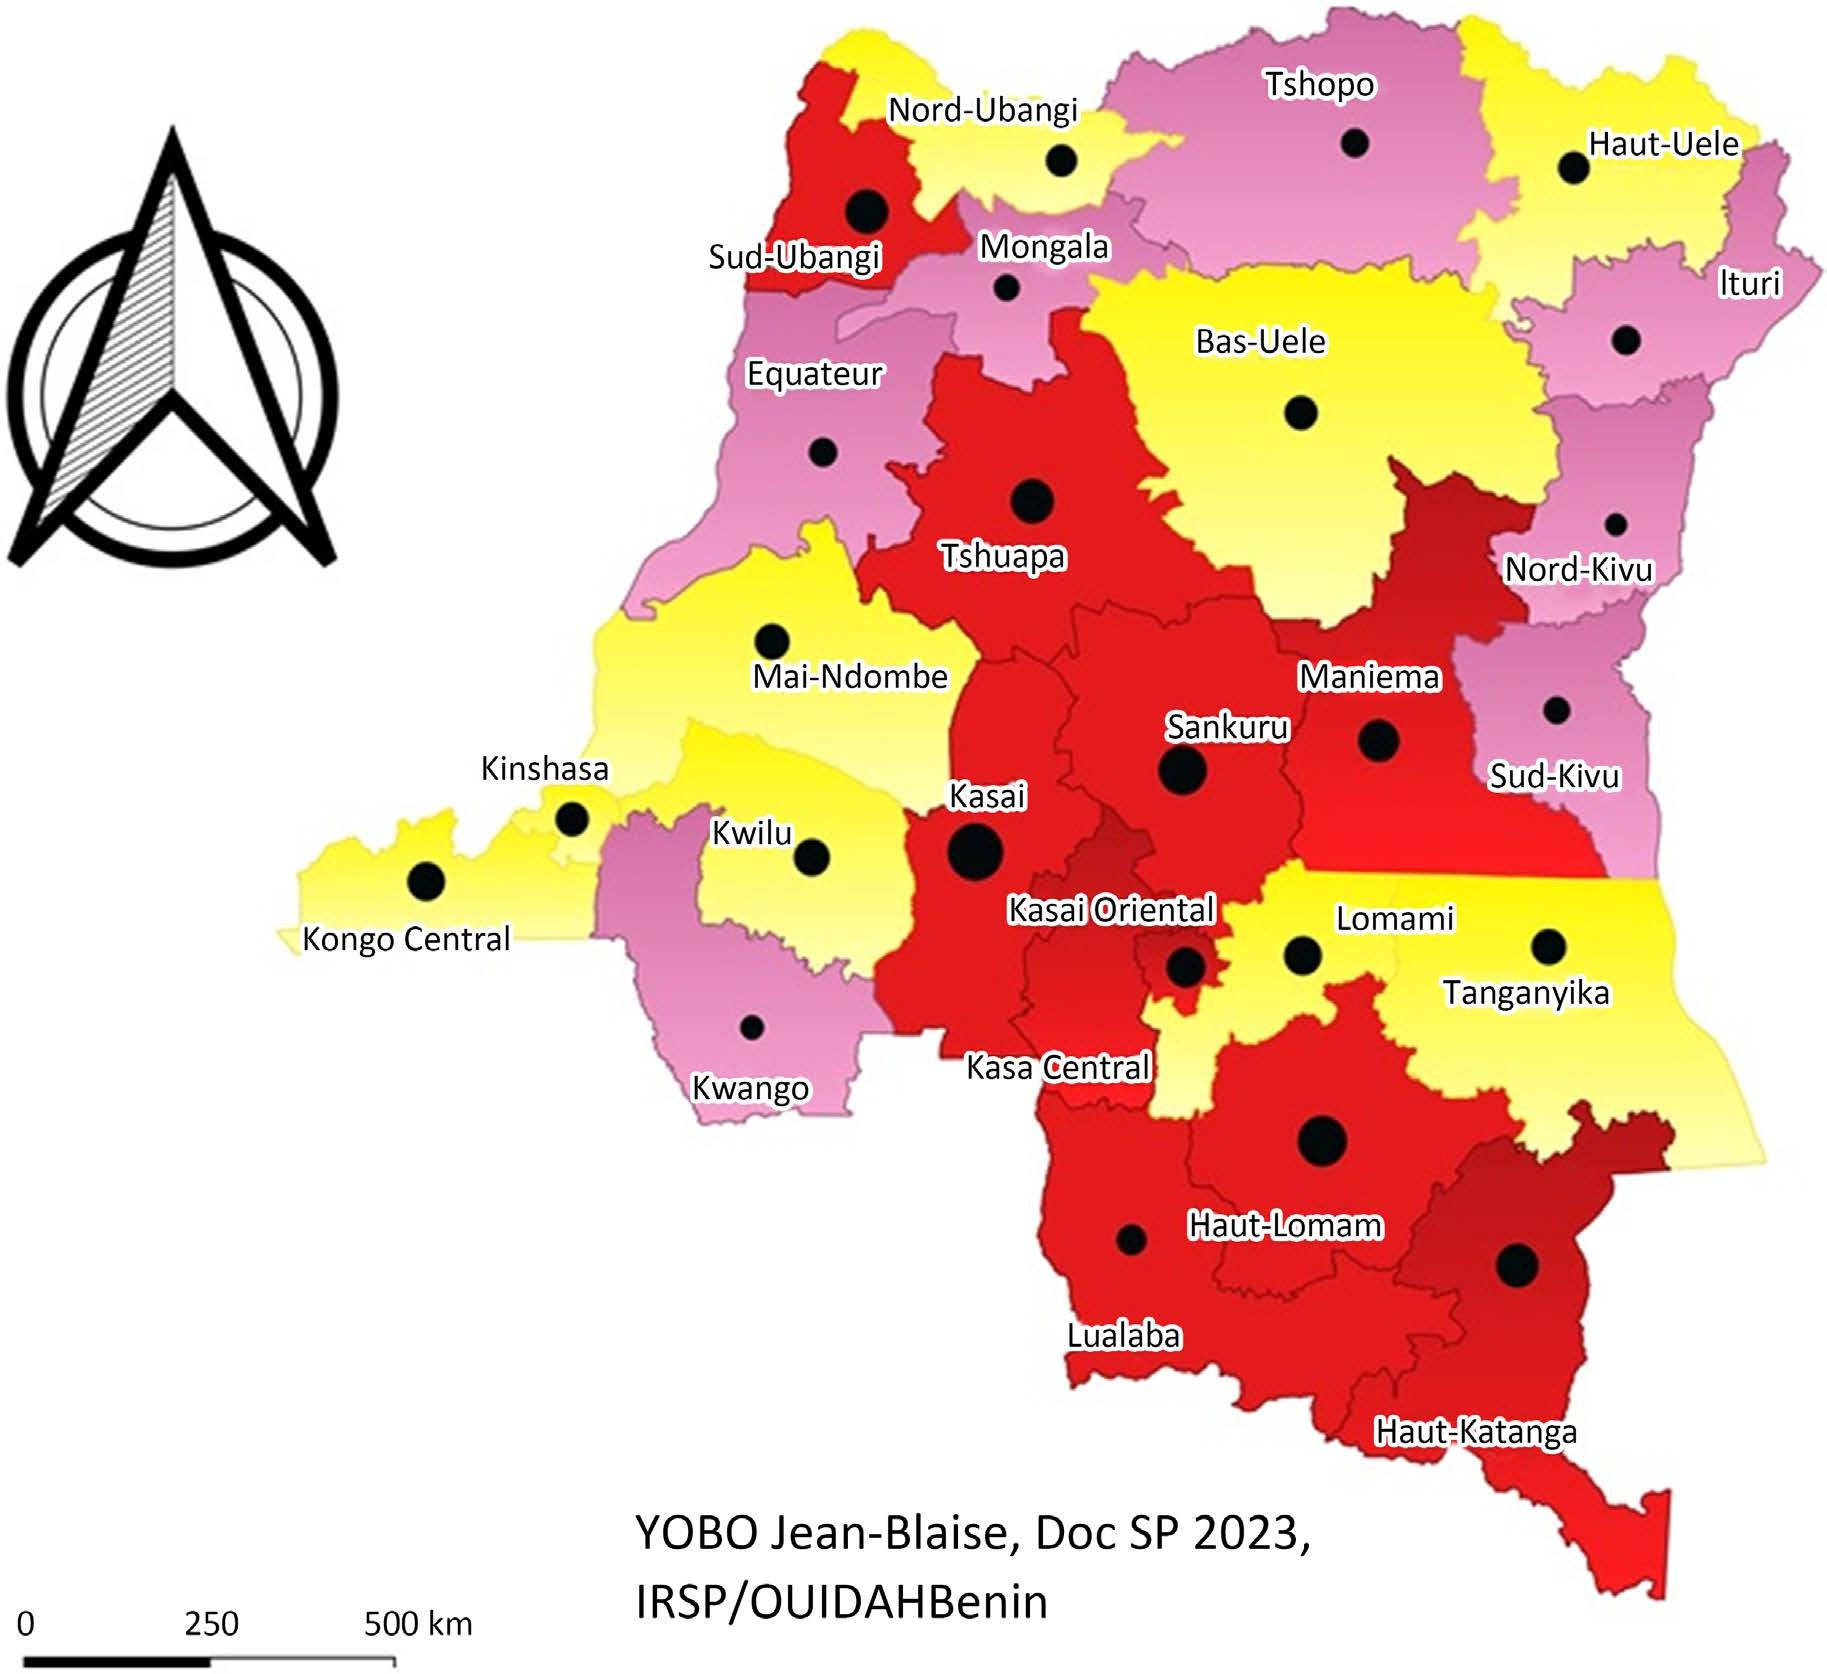 Tshopo
Nord-Ubangi
Haut-Uele
Sud-Ubangi
Mongala
Ituri
Bas-Uele
Equateur
Tshuapa
Nord-Kivu
Mai-Ndombe
Maniema
Sankuru
Kinshasa
Sud-Kivu
Kasai
Kwilu
Kasai Oriental
Lomami
Kongo Central
Tanganyika
Kasa Central
Kwango
Haut-Lomam
Lualaba
Haut-Katanga
YOBO Jean-Blaise, Doc SP 2023,
IRSP/OUIDAHBenin
0 250 500 km